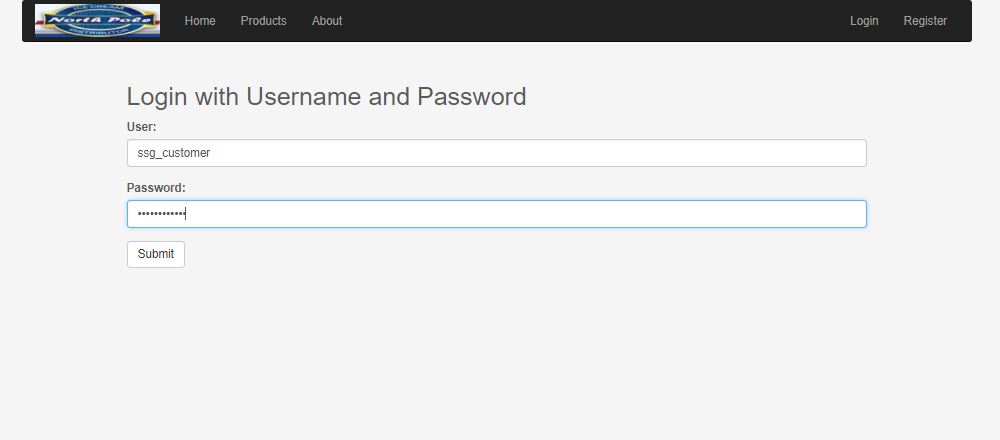 ICE CREAM
North Pole
DISTRIBUTOR
Home Products About Login Register
Login with Username and Password
User:
ssg_customer
Password:
••••••••••••
Submit